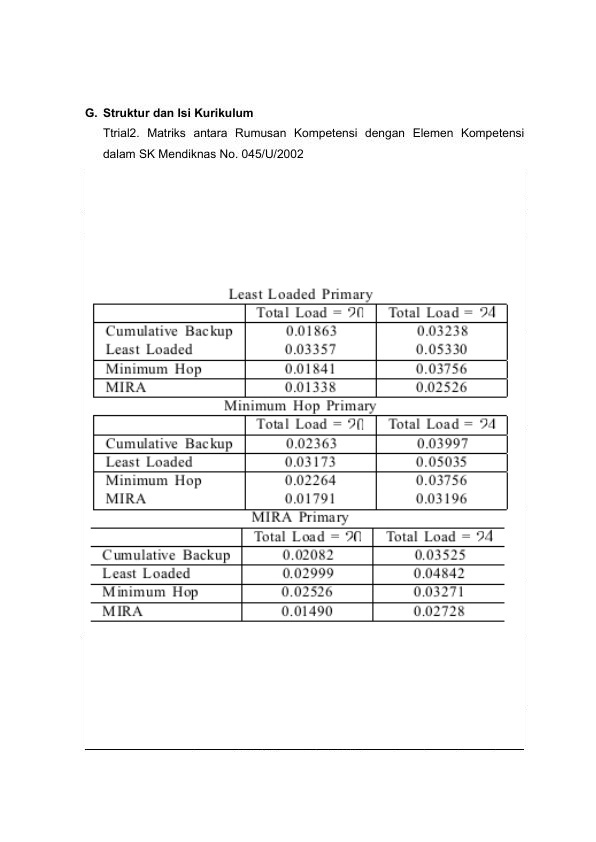 G. Struktur dan Isi Kurikulum
Ttrial2. Matriks antara Rumusan Kompetensi dengan Elemen Kompetensi
dalam SK Mendiknas No. 045/U/2002
Least Loaded Primary
Total Load = 20 Total Load = 24
Cumulative Backup 0.01863 0.03238
Least Loaded 0.03357 0.05330
Minimum Hop 0.01841 0.03756
MIRA 0.01338 0.02526
Minimum Hop Primary
Total Load = 20 Total Load = 24
Cumulative Backup 0.02363 0.03997
Least Loaded 0.03173 0.05035
Minimum Hop 0.02264 0.03756
MIRA 0.01791 0.03196
MIRA Primary
Total Load = 20 Total Load = 24
Cumulative Backup 0.02082 0.03525
Least Loaded 0.02999 0.04842
Minimum Hop 0.02526 0.03271
MIRA 0.01490 0.02728